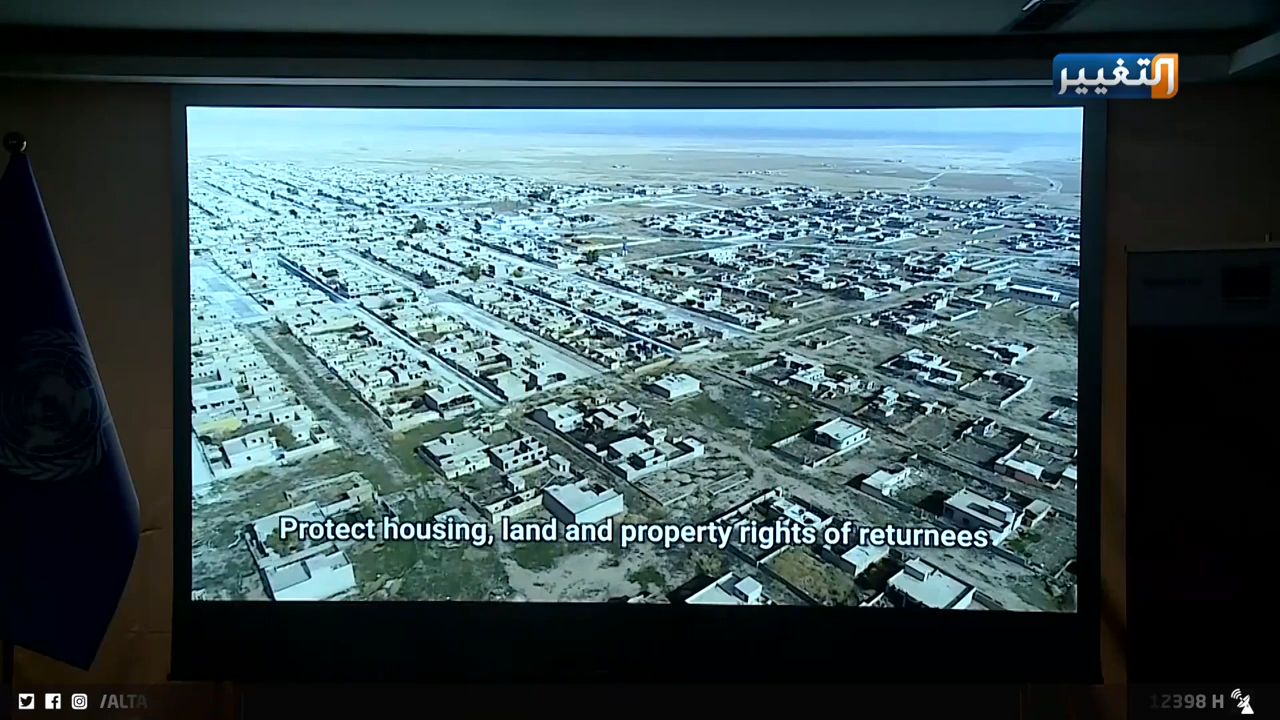 التغيير
Protect housing, land and property rights of returnees
/ALTA
12398 H